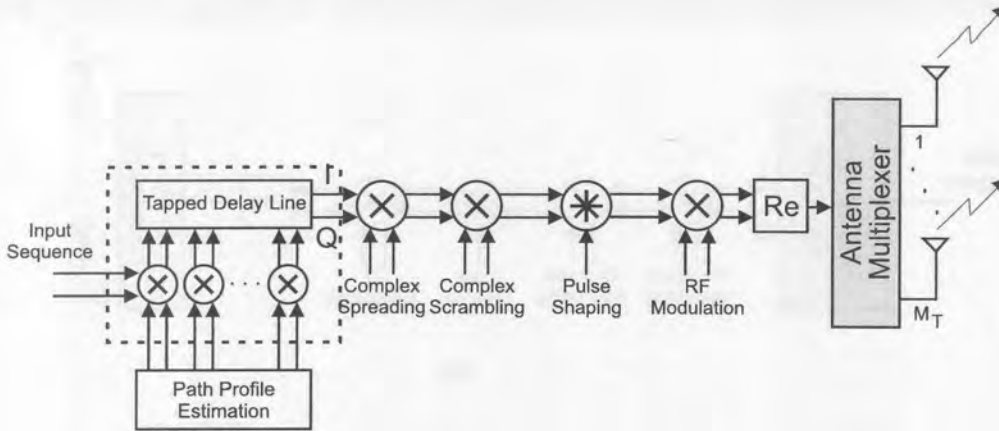 Tapped Delay Line
I
Q
Input
Sequence
Complex
Spreading
Complex
Scrambling
Pulse
Shaping
RF
Modulation
Re
Antenna
Multiplexer
1
M_T
Path Profile
Estimation